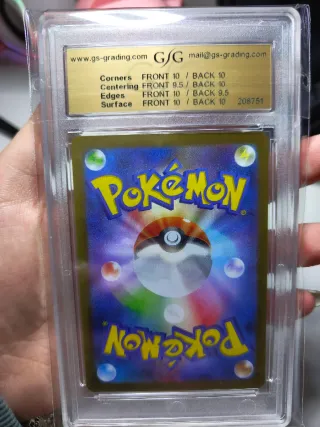 www.gs-grading.com GSG mail@gs-grading.com
Corners FRONT 10 / BACK 10
Centering FRONT 9.5 / BACK 10
Edges FRONT 10 / BACK 9.5
Surface FRONT 10 / BACK 10 208751
POKéMON
POKéMON